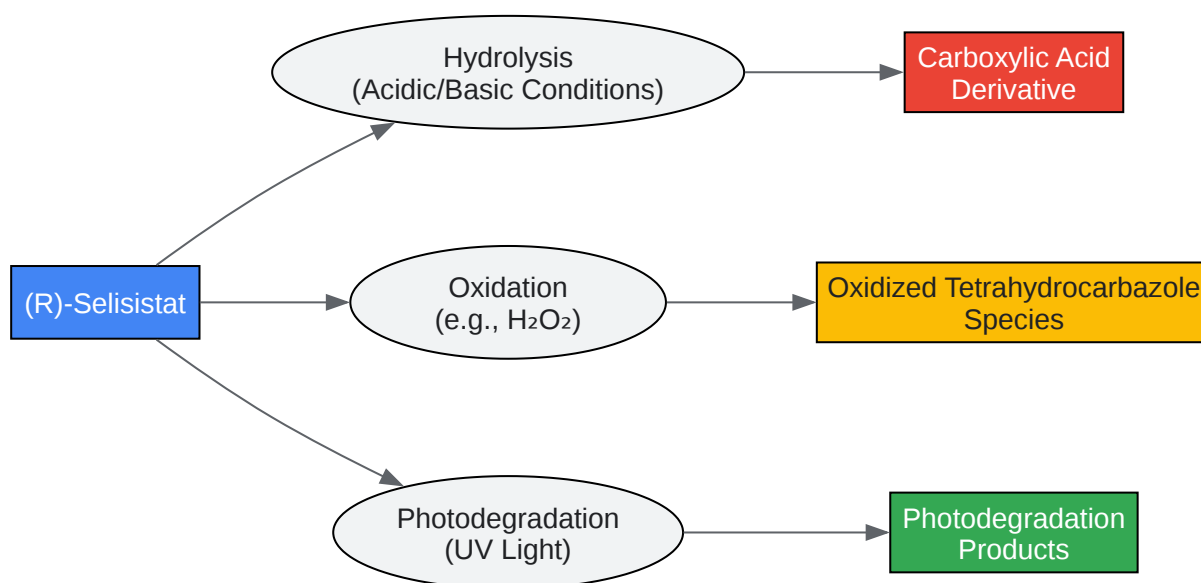 Hydrolysis
(Acidic/Basic Conditions)
Carboxylic Acid
Derivative
(R)-Selisistat
Oxidation
(e.g., H₂O₂)
Oxidized Tetrahydrocarbazole
Species
Photodegradation
(UV Light)
Photodegradation
Products